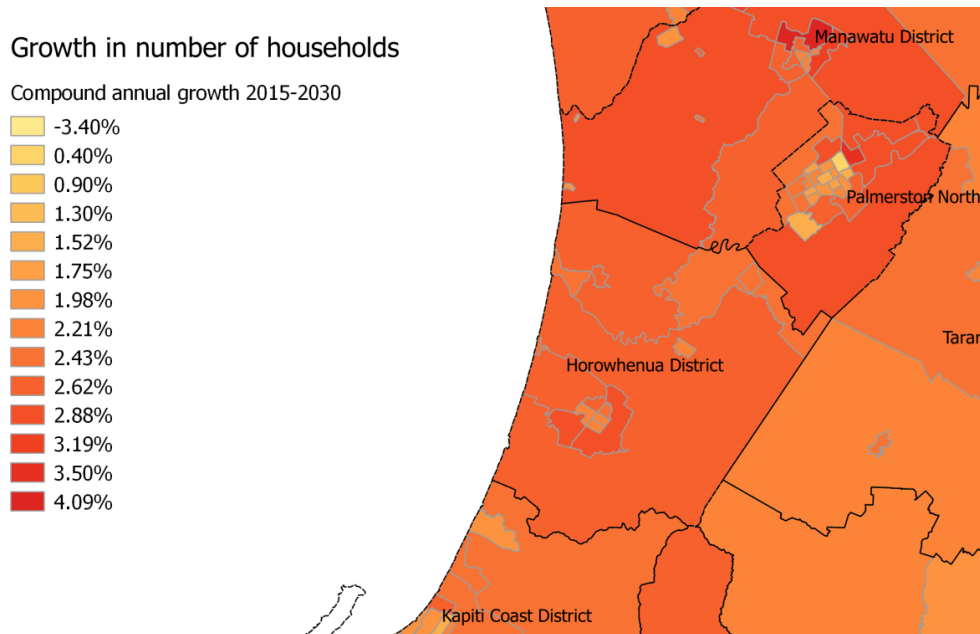 Growth in number of households
Compound annual growth 2015-2030
-3.40%
0.40%
0.90%
1.30%
1.52%
1.75%
1.98%
2.21%
2.43%
2.62%
2.88%
3.19%
3.50%
4.09%
Manawatu District
Palmerston North
Tarar
Horowhenua District
Kapiti Coast District